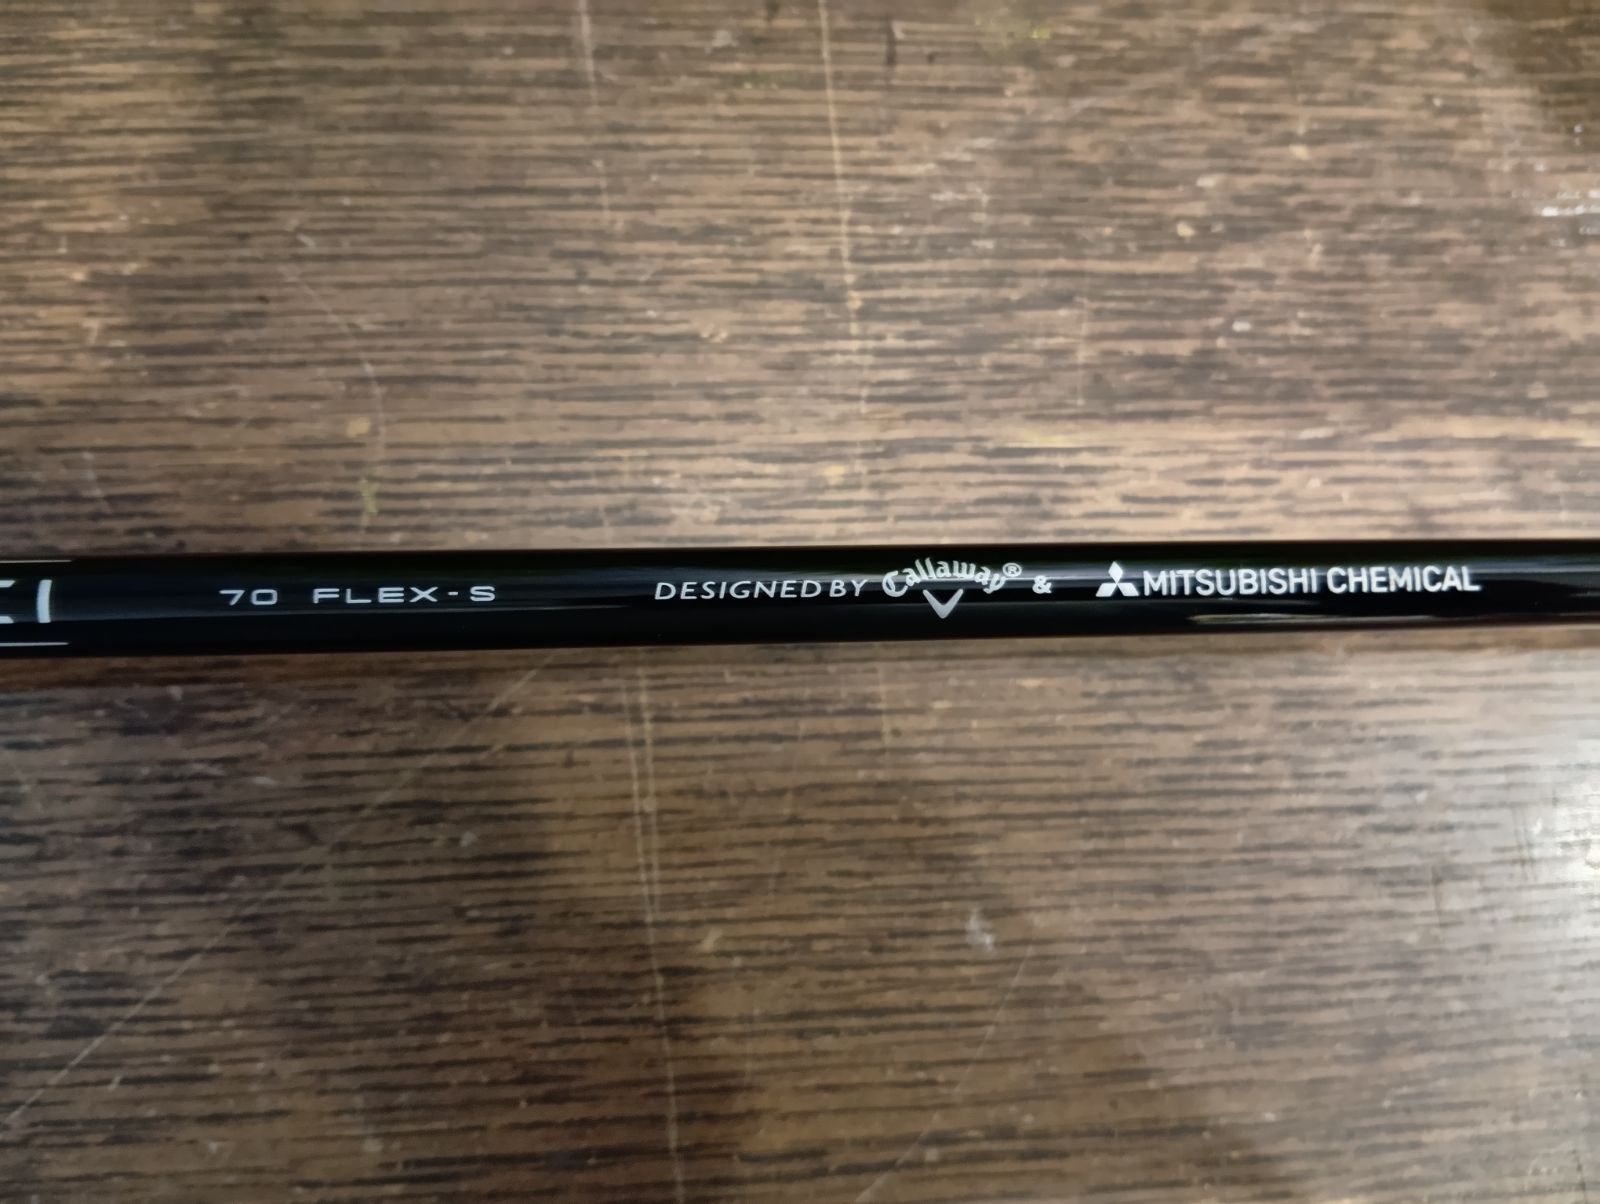 70 FLEX-S DESIGNED BY Callaway® & MITSUBISHI CHEMICAL